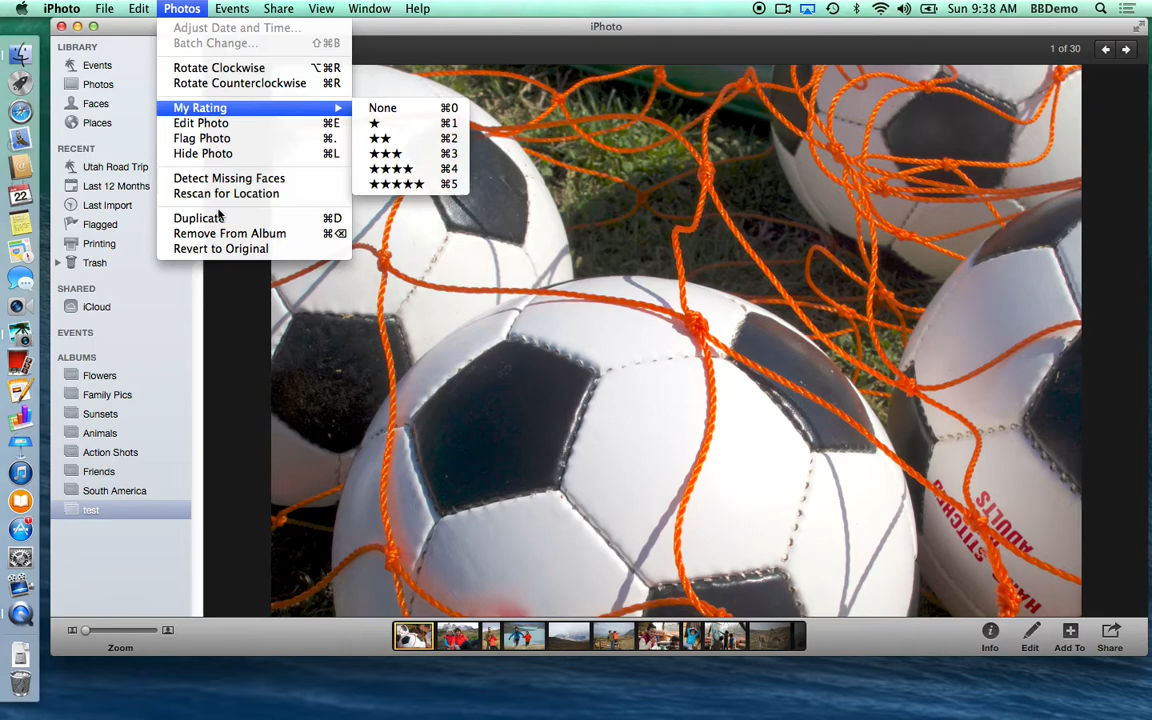 iPhoto File Edit Photos Events Share View Window Help Sun 9:38 AM BBDemo
iPhoto
1 of 30
LIBRARY
Events
Photos
Faces
Places
RECENT
Utah Road Trip
Last 12 Months
Last Import
Flagged
Printing
Trash
SHARED
iCloud
EVENTS
ALBUMS
Flowers
Family Pics
Sunsets
Animals
Action Shots
Friends
South America
test
Adjust Date and Time...
Batch Change... ⇧⌘B
Rotate Clockwise ⌥⌘R
Rotate Counterclockwise ⌘R
My Rating ▶
Edit Photo ⌘E
Flag Photo ⌘.
Hide Photo ⌘L
Detect Missing Faces
Rescan for Location
Duplicate ⌘D
Remove From Album ⌘⌫
Revert to Original
None ⌘0
★ ⌘1
★★ ⌘2
★★★ ⌘3
★★★★ ⌘4
★★★★★ ⌘5
STITCHED
ADULTS
HAND
Zoom
Info Edit Add To Share